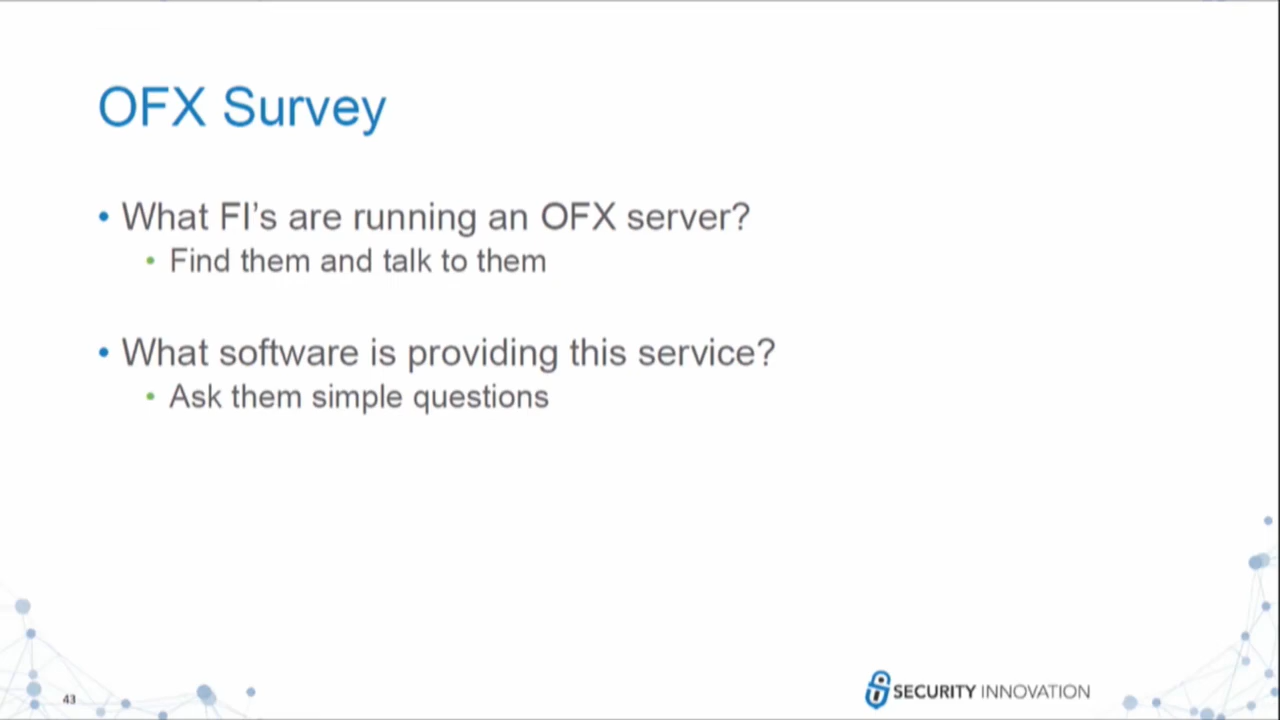 OFX Survey
• What FI's are running an OFX server?
• Find them and talk to them
• What software is providing this service?
• Ask them simple questions
43
SECURITY INNOVATION